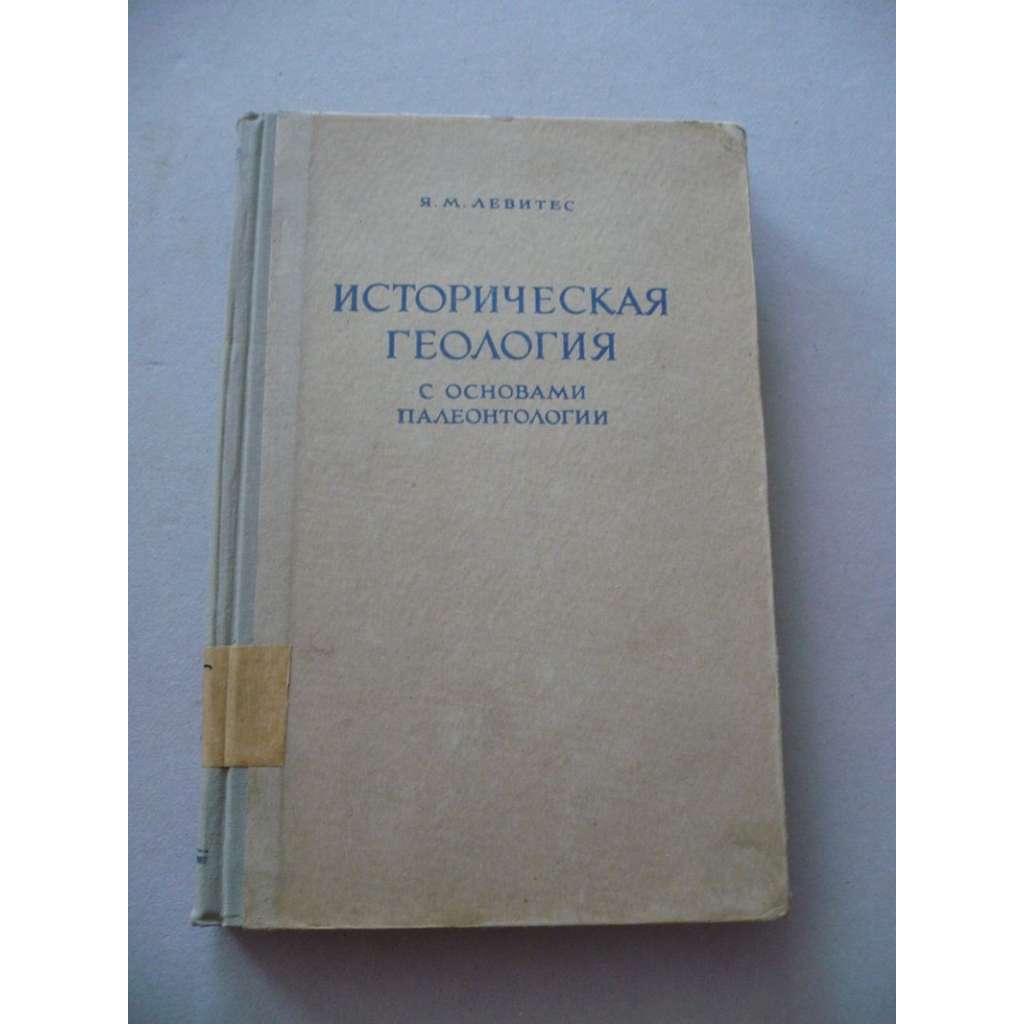 Я. М. ЛЕВИТЕС
ИСТОРИЧЕСКАЯ
ГЕОЛОГИЯ
С ОСНОВАМИ
ПАЛЕОНТОЛОГИИ